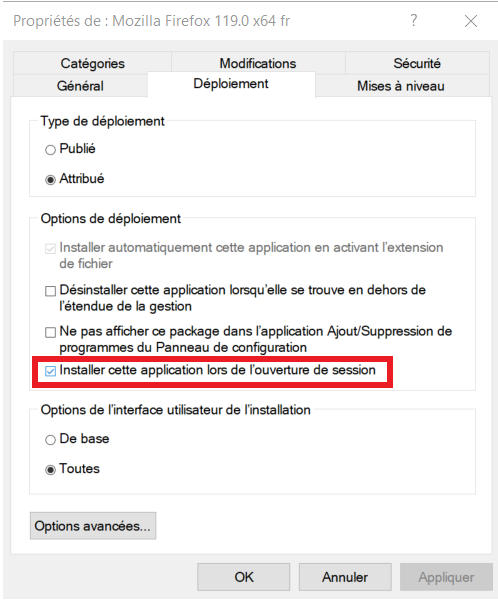 Propriétés de : Mozilla Firefox 119.0 x64 fr
?
Catégories Modifications Sécurité
Général Déploiement Mises à niveau
Type de déploiement
Publié
Attribué
Options de déploiement
Installer automatiquement cette application en activant l'extension
de fichier
Désinstaller cette application lorsqu'elle se trouve en dehors de
l'étendue de la gestion
Ne pas afficher ce package dans l'application Ajout/Suppression de
programmes du Panneau de configuration
Installer cette application lors de l'ouverture de session
Options de l'interface utilisateur de l'installation
De base
Toutes
Options avancées...
OK Annuler Appliquer